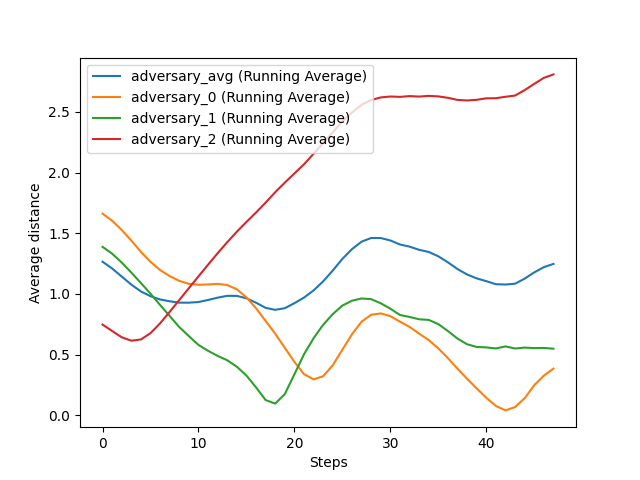 adversary_avg (Running Average)
adversary_0 (Running Average)
adversary_1 (Running Average)
adversary_2 (Running Average)
2.5
2.0
1.5
1.0
0.5
0.0
Average distance
0 10 20 30 40
Steps